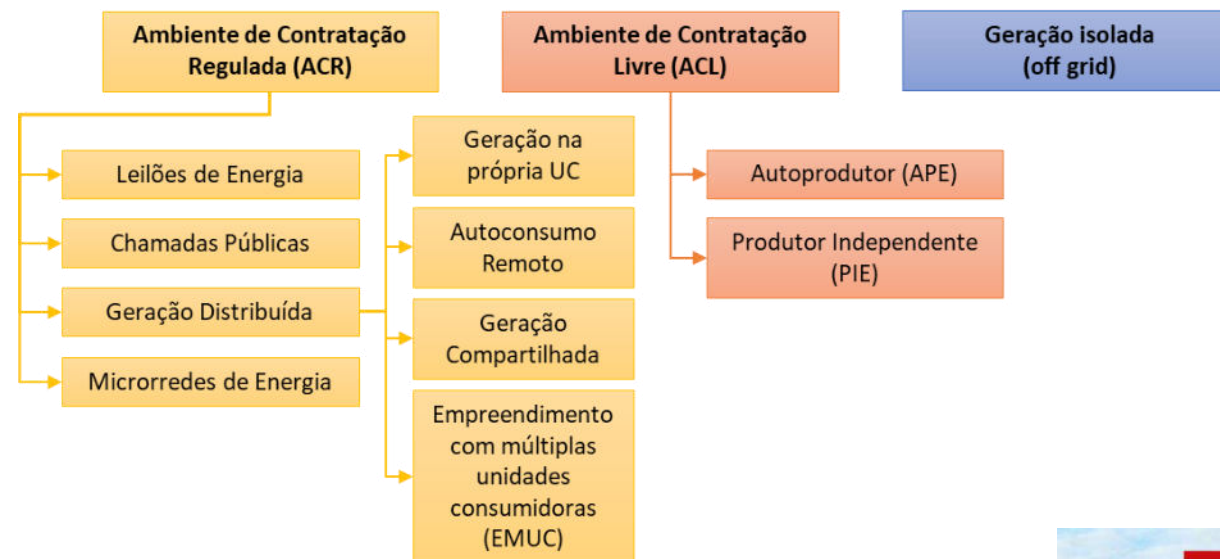 Ambiente de Contratação
Regulada (ACR)
Ambiente de Contratação
Livre (ACL)
Geração isolada
(off grid)
Leilões de Energia
Chamadas Públicas
Geração Distribuída
Microrredes de Energia
Geração na
própria UC
Autoconsumo
Remoto
Geração
Compartilhada
Empreendimento
com múltiplas
unidades
consumidoras
(EMUC)
Autoprodutor (APE)
Produtor Independente
(PIE)